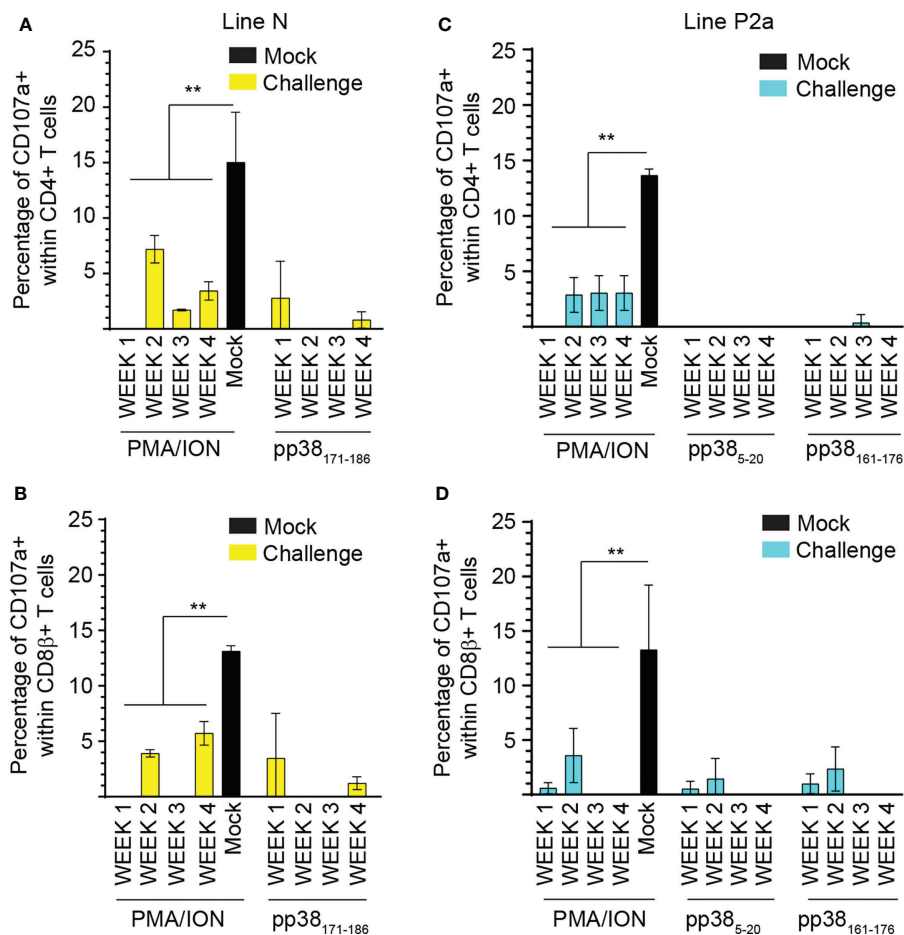 Line N
A
Percentage of CD107a+
within CD4+ T cells
25
20
15
10
5
Mock
Challenge
**
WEEK 1
WEEK 2
WEEK 3
WEEK 4
Mock
WEEK 1
WEEK 2
WEEK 3
WEEK 4
PMA/ION
pp38171-186
Line P2a
C
Percentage of CD107a+
within CD4+ T cells
25
20
15
10
5
Mock
Challenge
**
WEEK 1
WEEK 2
WEEK 3
WEEK 4
Mock
WEEK 1
WEEK 2
WEEK 3
WEEK 4
WEEK 1
WEEK 2
WEEK 3
WEEK 4
PMA/ION
pp385-20
pp38161-176
B
Percentage of CD107a+
within CD8β+ T cells
25
20
15
10
5
Mock
Challenge
**
WEEK 1
WEEK 2
WEEK 3
WEEK 4
Mock
WEEK 1
WEEK 2
WEEK 3
WEEK 4
PMA/ION
pp38171-186
D
Percentage of CD107a+
within CD8β+ T cells
25
20
15
10
5
Mock
Challenge
**
WEEK 1
WEEK 2
WEEK 3
WEEK 4
Mock
WEEK 1
WEEK 2
WEEK 3
WEEK 4
WEEK 1
WEEK 2
WEEK 3
WEEK 4
PMA/ION
pp385-20
pp38161-176